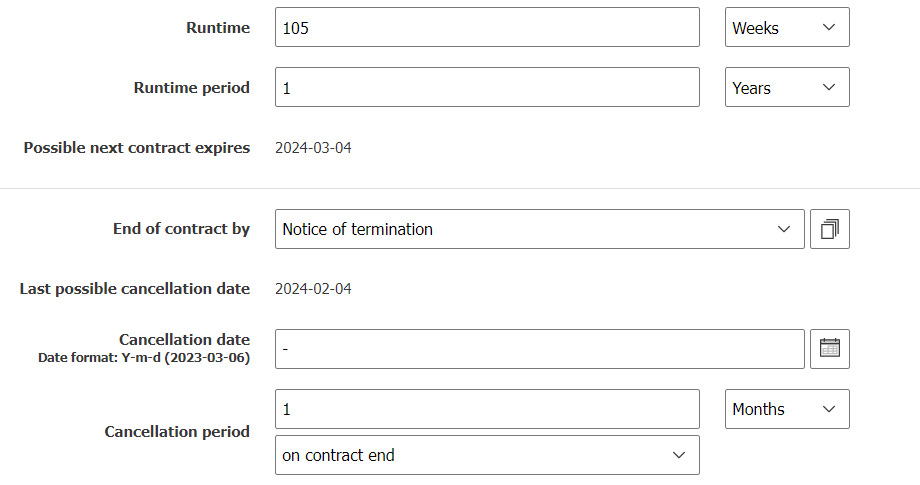 Runtime 105 Weeks
Runtime period 1 Years
Possible next contract expires 2024-03-04
End of contract by Notice of termination
Last possible cancellation date 2024-02-04
Cancellation date
Date format: Y-m-d (2023-03-06) -
Cancellation period 1 Months
on contract end